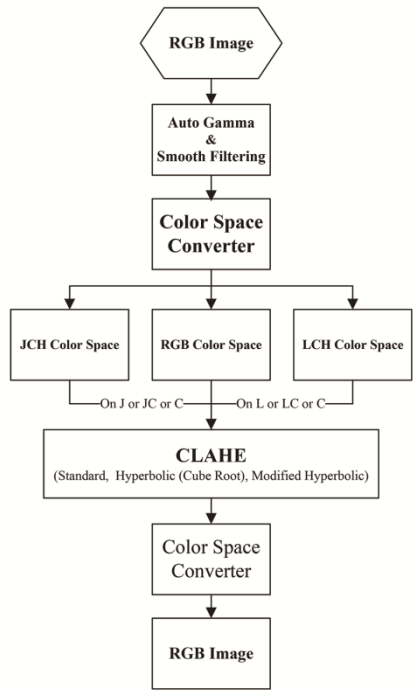 RGB Image
Auto Gamma
&
Smooth Filtering
Color Space
Converter
JCH Color Space
RGB Color Space
LCH Color Space
On J or JC or C
On L or LC or C
CLAHE
(Standard, Hyperbolic (Cube Root), Modified Hyperbolic)
Color Space
Converter
RGB Image